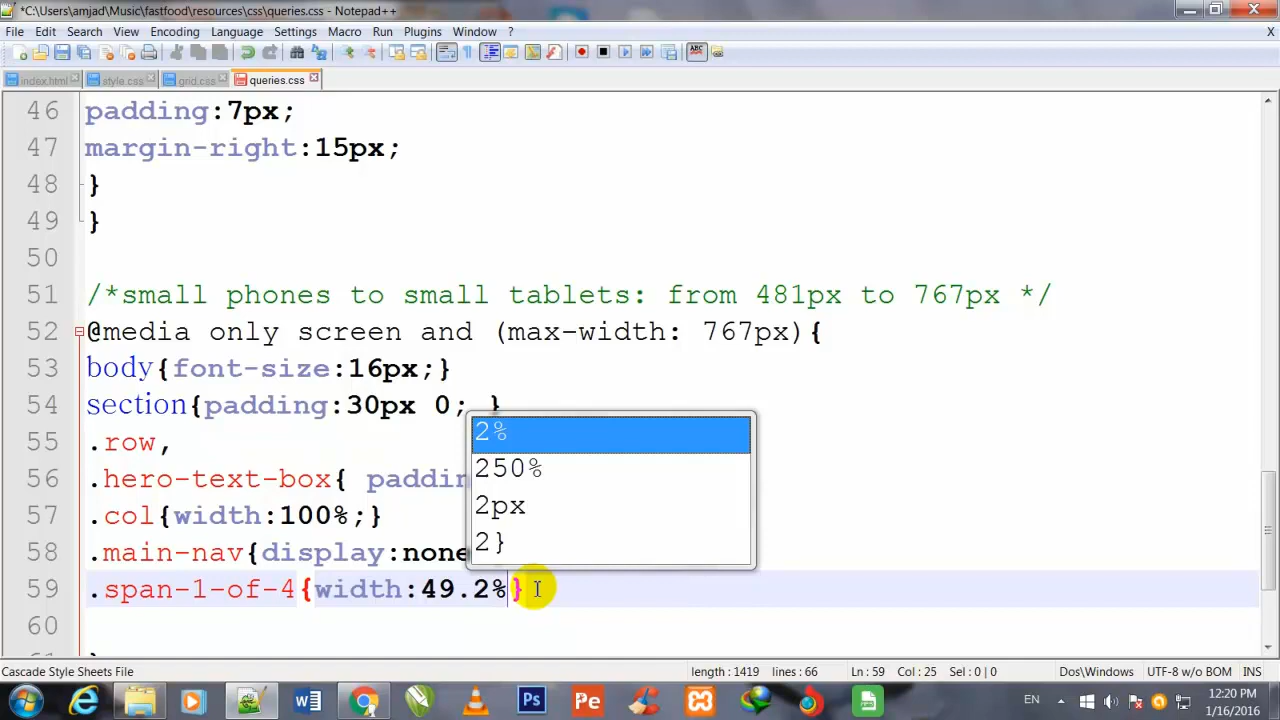 *C:\Users\amjad\Music\fastfood\resources\css\queries.css - Notepad++
File Edit Search View Encoding Language Settings Macro Run Plugins Window ? X
index.html style.css grid.css queries.css
46 padding:7px;
47 margin-right:15px;
48 }
49 }
50
51 /*small phones to small tablets: from 481px to 767px */
52 @media only screen and (max-width: 767px){
53 body{font-size:16px;}
54 section{padding:30px 0; }
55 .row,
56 .hero-text-box{ paddin
57 .col{width:100%;}
58 .main-nav{display:none
59 .span-1-of-4{width:49.2%}
60
61 }
2%
250%
2px
2}
Cascade Style Sheets File length : 1419 lines : 66 Ln : 59 Col : 25 Sel : 0 | 0 Dos\Windows UTF-8 w/o BOM INS
EN 12:20 PM
1/16/2016